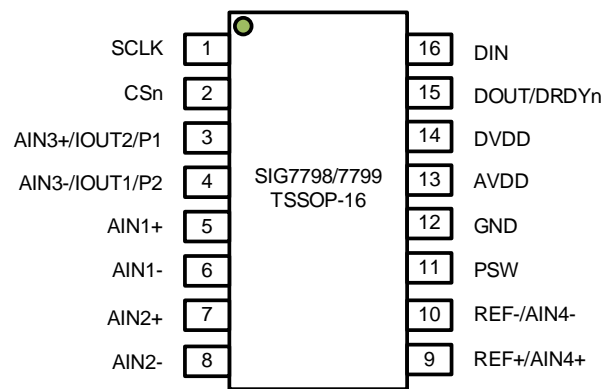 SCLK 1
CSn 2
AIN3+/IOUT2/P1 3
AIN3-/IOUT1/P2 4
AIN1+ 5
AIN1- 6
AIN2+ 7
AIN2- 8
SIG7798/7799
TSSOP-16
16 DIN
15 DOUT/DRDYn
14 DVDD
13 AVDD
12 GND
11 PSW
10 REF-/AIN4-
9 REF+/AIN4+